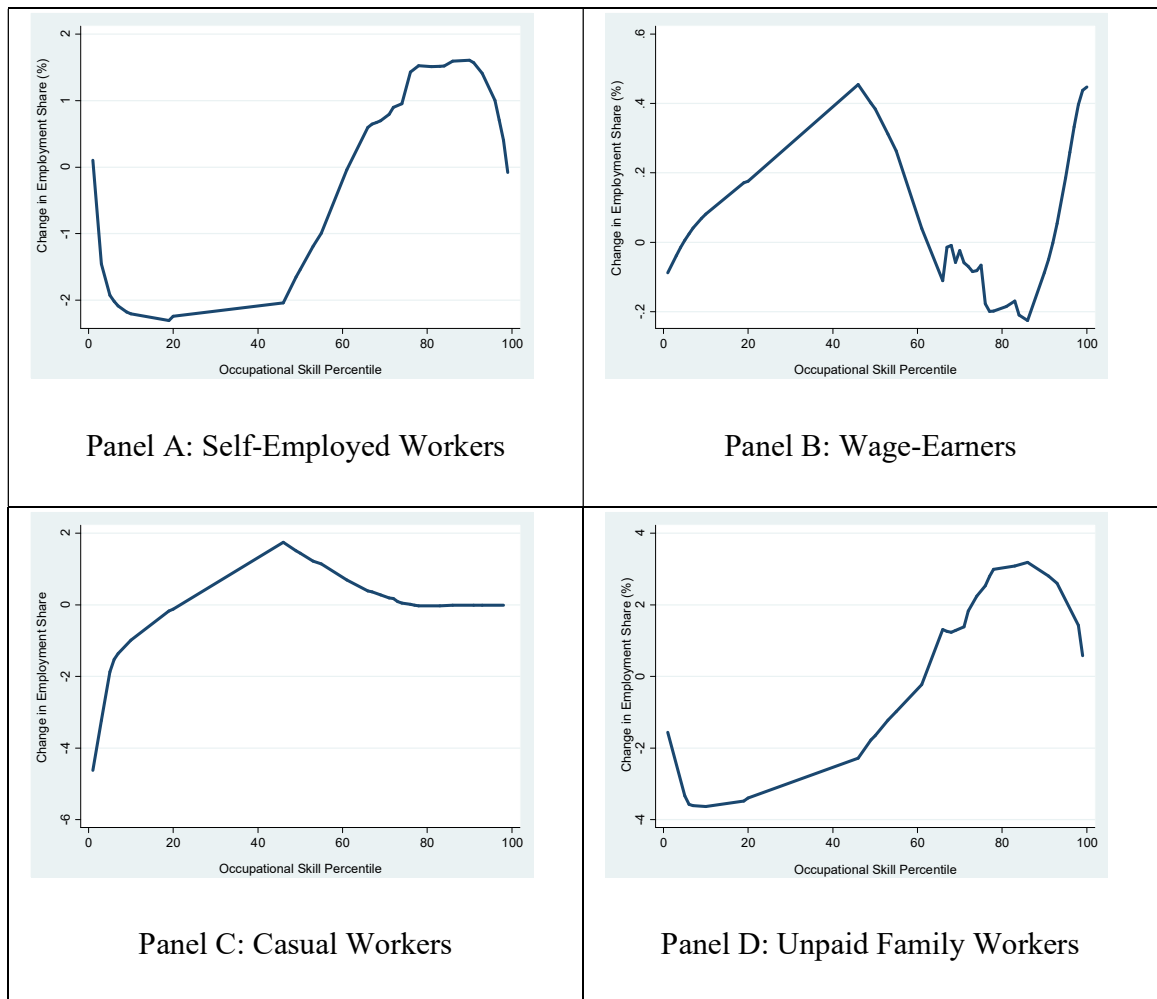 Change in Employment Share (%)
2
1
0
-1
-2
0 20 40 60 80 100
Occupational Skill Percentile
Panel A: Self-Employed Workers
Change in Employment Share (%)
.6
.4
.2
0
-.2
0 20 40 60 80 100
Occupational Skill Percentile
Panel B: Wage-Earners
Change in Employment Share
2
0
-2
-4
-6
0 20 40 60 80 100
Occupational Skill Percentile
Panel C: Casual Workers
Change in Employment Share (%)
4
2
0
-2
-4
0 20 40 60 80 100
Occupational Skill Percentile
Panel D: Unpaid Family Workers